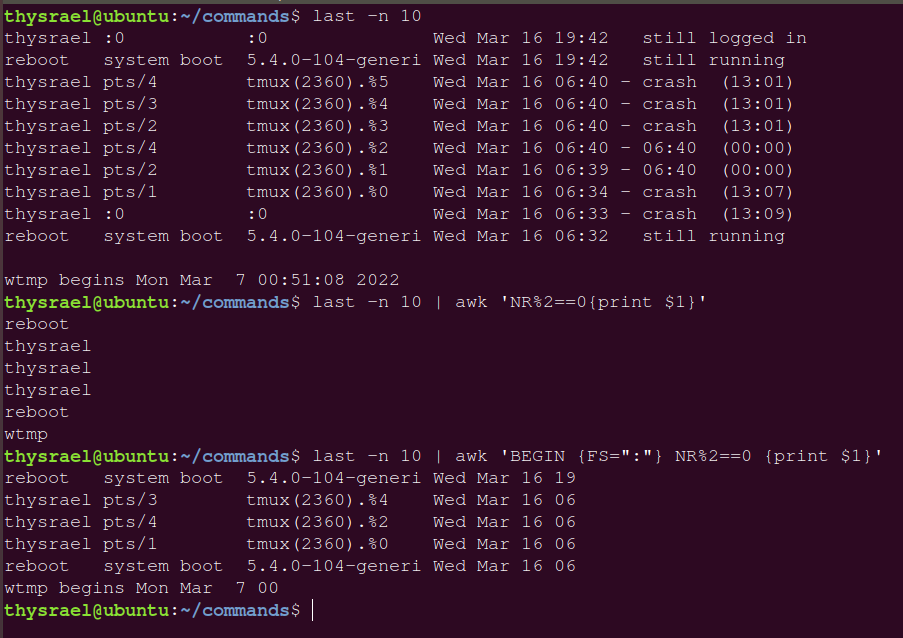 thysrael@ubuntu:~/commands$ last -n 10
thysrael :0           :0               Wed Mar 16 19:42   still logged in
reboot   system boot  5.4.0-104-generi Wed Mar 16 19:42   still running
thysrael pts/4        tmux(2360).%5    Wed Mar 16 06:40 - crash  (13:01)
thysrael pts/3        tmux(2360).%4    Wed Mar 16 06:40 - crash  (13:01)
thysrael pts/2        tmux(2360).%3    Wed Mar 16 06:40 - crash  (13:01)
thysrael pts/4        tmux(2360).%2    Wed Mar 16 06:40 - 06:40  (00:00)
thysrael pts/2        tmux(2360).%1    Wed Mar 16 06:39 - 06:40  (00:00)
thysrael pts/1        tmux(2360).%0    Wed Mar 16 06:34 - crash  (13:07)
thysrael :0           :0               Wed Mar 16 06:33 - crash  (13:09)
reboot   system boot  5.4.0-104-generi Wed Mar 16 06:32   still running

wtmp begins Mon Mar  7 00:51:08 2022
thysrael@ubuntu:~/commands$ last -n 10 | awk 'NR%2==0{print $1}'
reboot
thysrael
thysrael
thysrael
reboot
wtmp
thysrael@ubuntu:~/commands$ last -n 10 | awk 'BEGIN {FS=":"} NR%2==0 {print $1}'
reboot   system boot  5.4.0-104-generi Wed Mar 16 19
thysrael pts/3        tmux(2360).%4    Wed Mar 16 06
thysrael pts/4        tmux(2360).%2    Wed Mar 16 06
thysrael pts/1        tmux(2360).%0    Wed Mar 16 06
reboot   system boot  5.4.0-104-generi Wed Mar 16 06
wtmp begins Mon Mar  7 00
thysrael@ubuntu:~/commands$